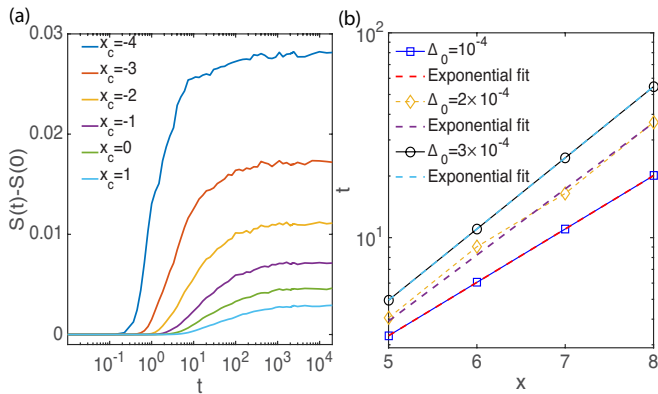 (a)
0.03
0.02
0.01
0
S(t)-S(0)
x_c=-4
x_c=-3
x_c=-2
x_c=-1
x_c=0
x_c=1
10^-1 10^0 10^1 10^2 10^3 10^4
t
(b)
10^2
10^1
t
Δ_0=10^-4
Exponential fit
Δ_0=2×10^-4
Exponential fit
Δ_0=3×10^-4
Exponential fit
5 6 7 8
x